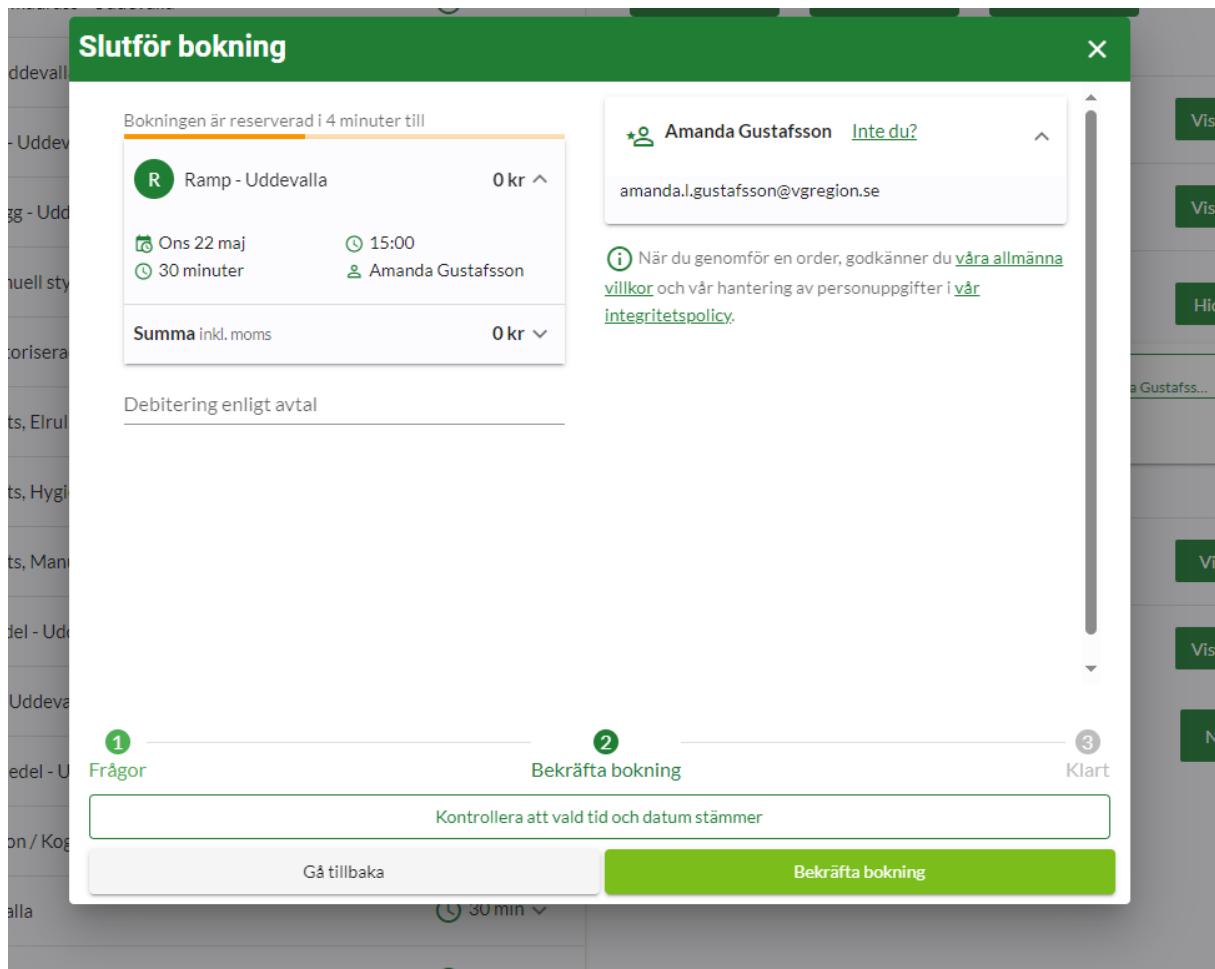 Slutför bokning
Bokningen är reserverad i 4 minuter till
R Ramp - Uddevalla 0 kr
Ons 22 maj 15:00
30 minuter Amanda Gustafsson
Summa inkl. moms 0 kr
Debitering enligt avtal
Amanda Gustafsson Inte du?
amanda.l.gustafsson@vgregion.se
När du genomför en order, godkänner du våra allmänna
villkor och vår hantering av personuppgifter i vår
integritetspolicy.
1 2 3
Frågor Bekräfta bokning Klart
Kontrollera att vald tid och datum stämmer
Gå tillbaka Bekräfta bokning
30 min